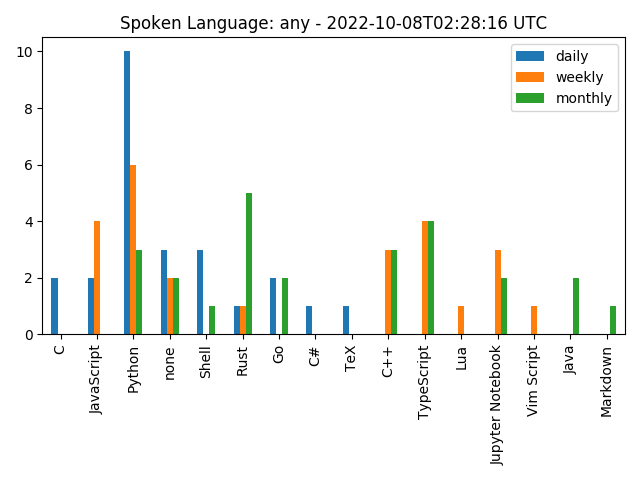 Spoken Language: any - 2022-10-08T02:28:16 UTC
daily
weekly
monthly
10
8
6
4
2
0
C
JavaScript
Python
none
Shell
Rust
Go
C#
TeX
C++
TypeScript
Lua
Jupyter Notebook
Vim Script
Java
Markdown